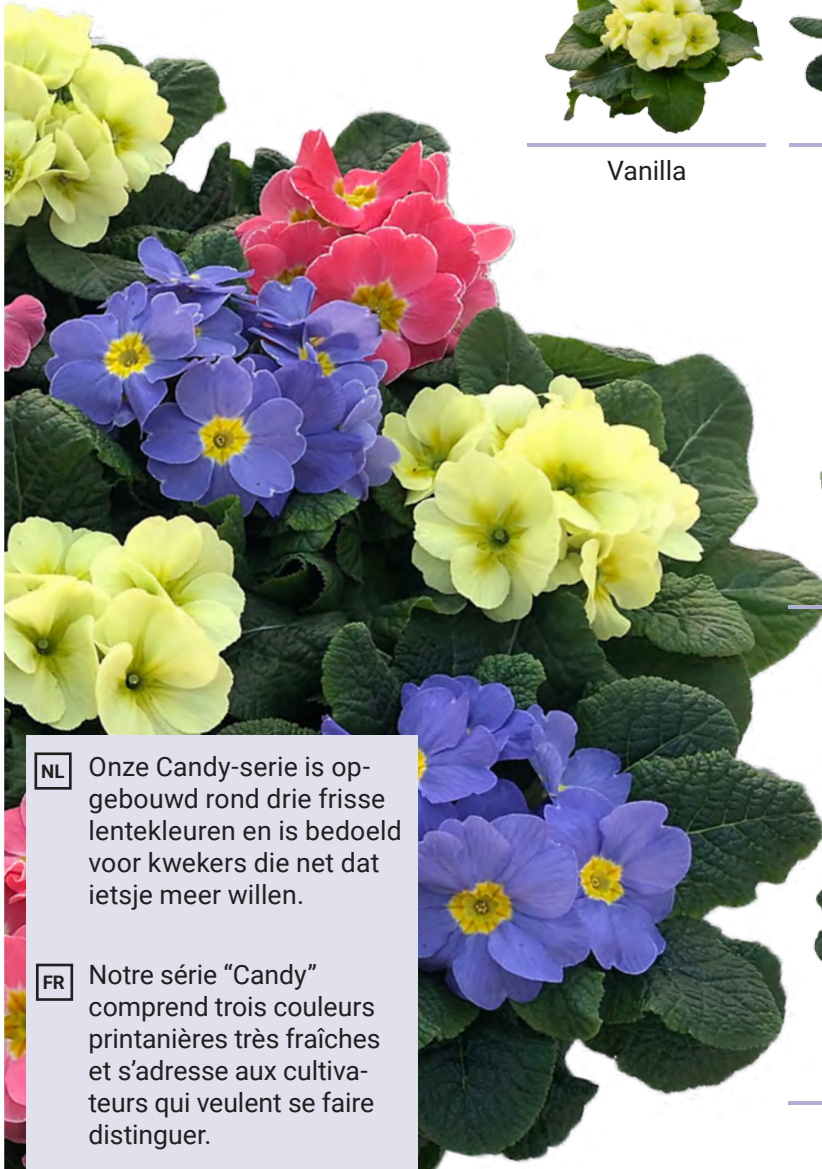 Vanilla
NL Onze Candy-serie is op-
gebouwd rond drie frisse
lentekleuren en is bedoeld
voor kwekers die net dat
ietsje meer willen.
FR Notre série “Candy”
comprend trois couleurs
printanières très fraîches
et s’adresse aux cultiva-
teurs qui veulent se faire
distinguer.